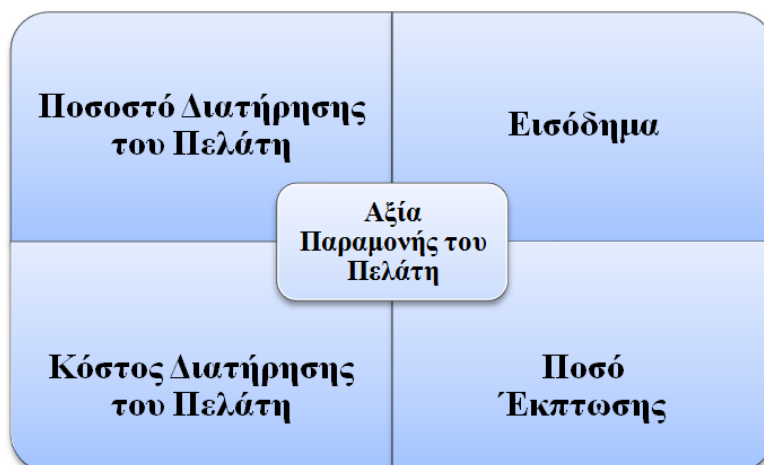 Ποσοστό Διατήρησης
του Πελάτη
Εισόδημα
Αξία
Παραμονής του
Πελάτη
Κόστος Διατήρησης
του Πελάτη
Ποσό
Έκπτωσης